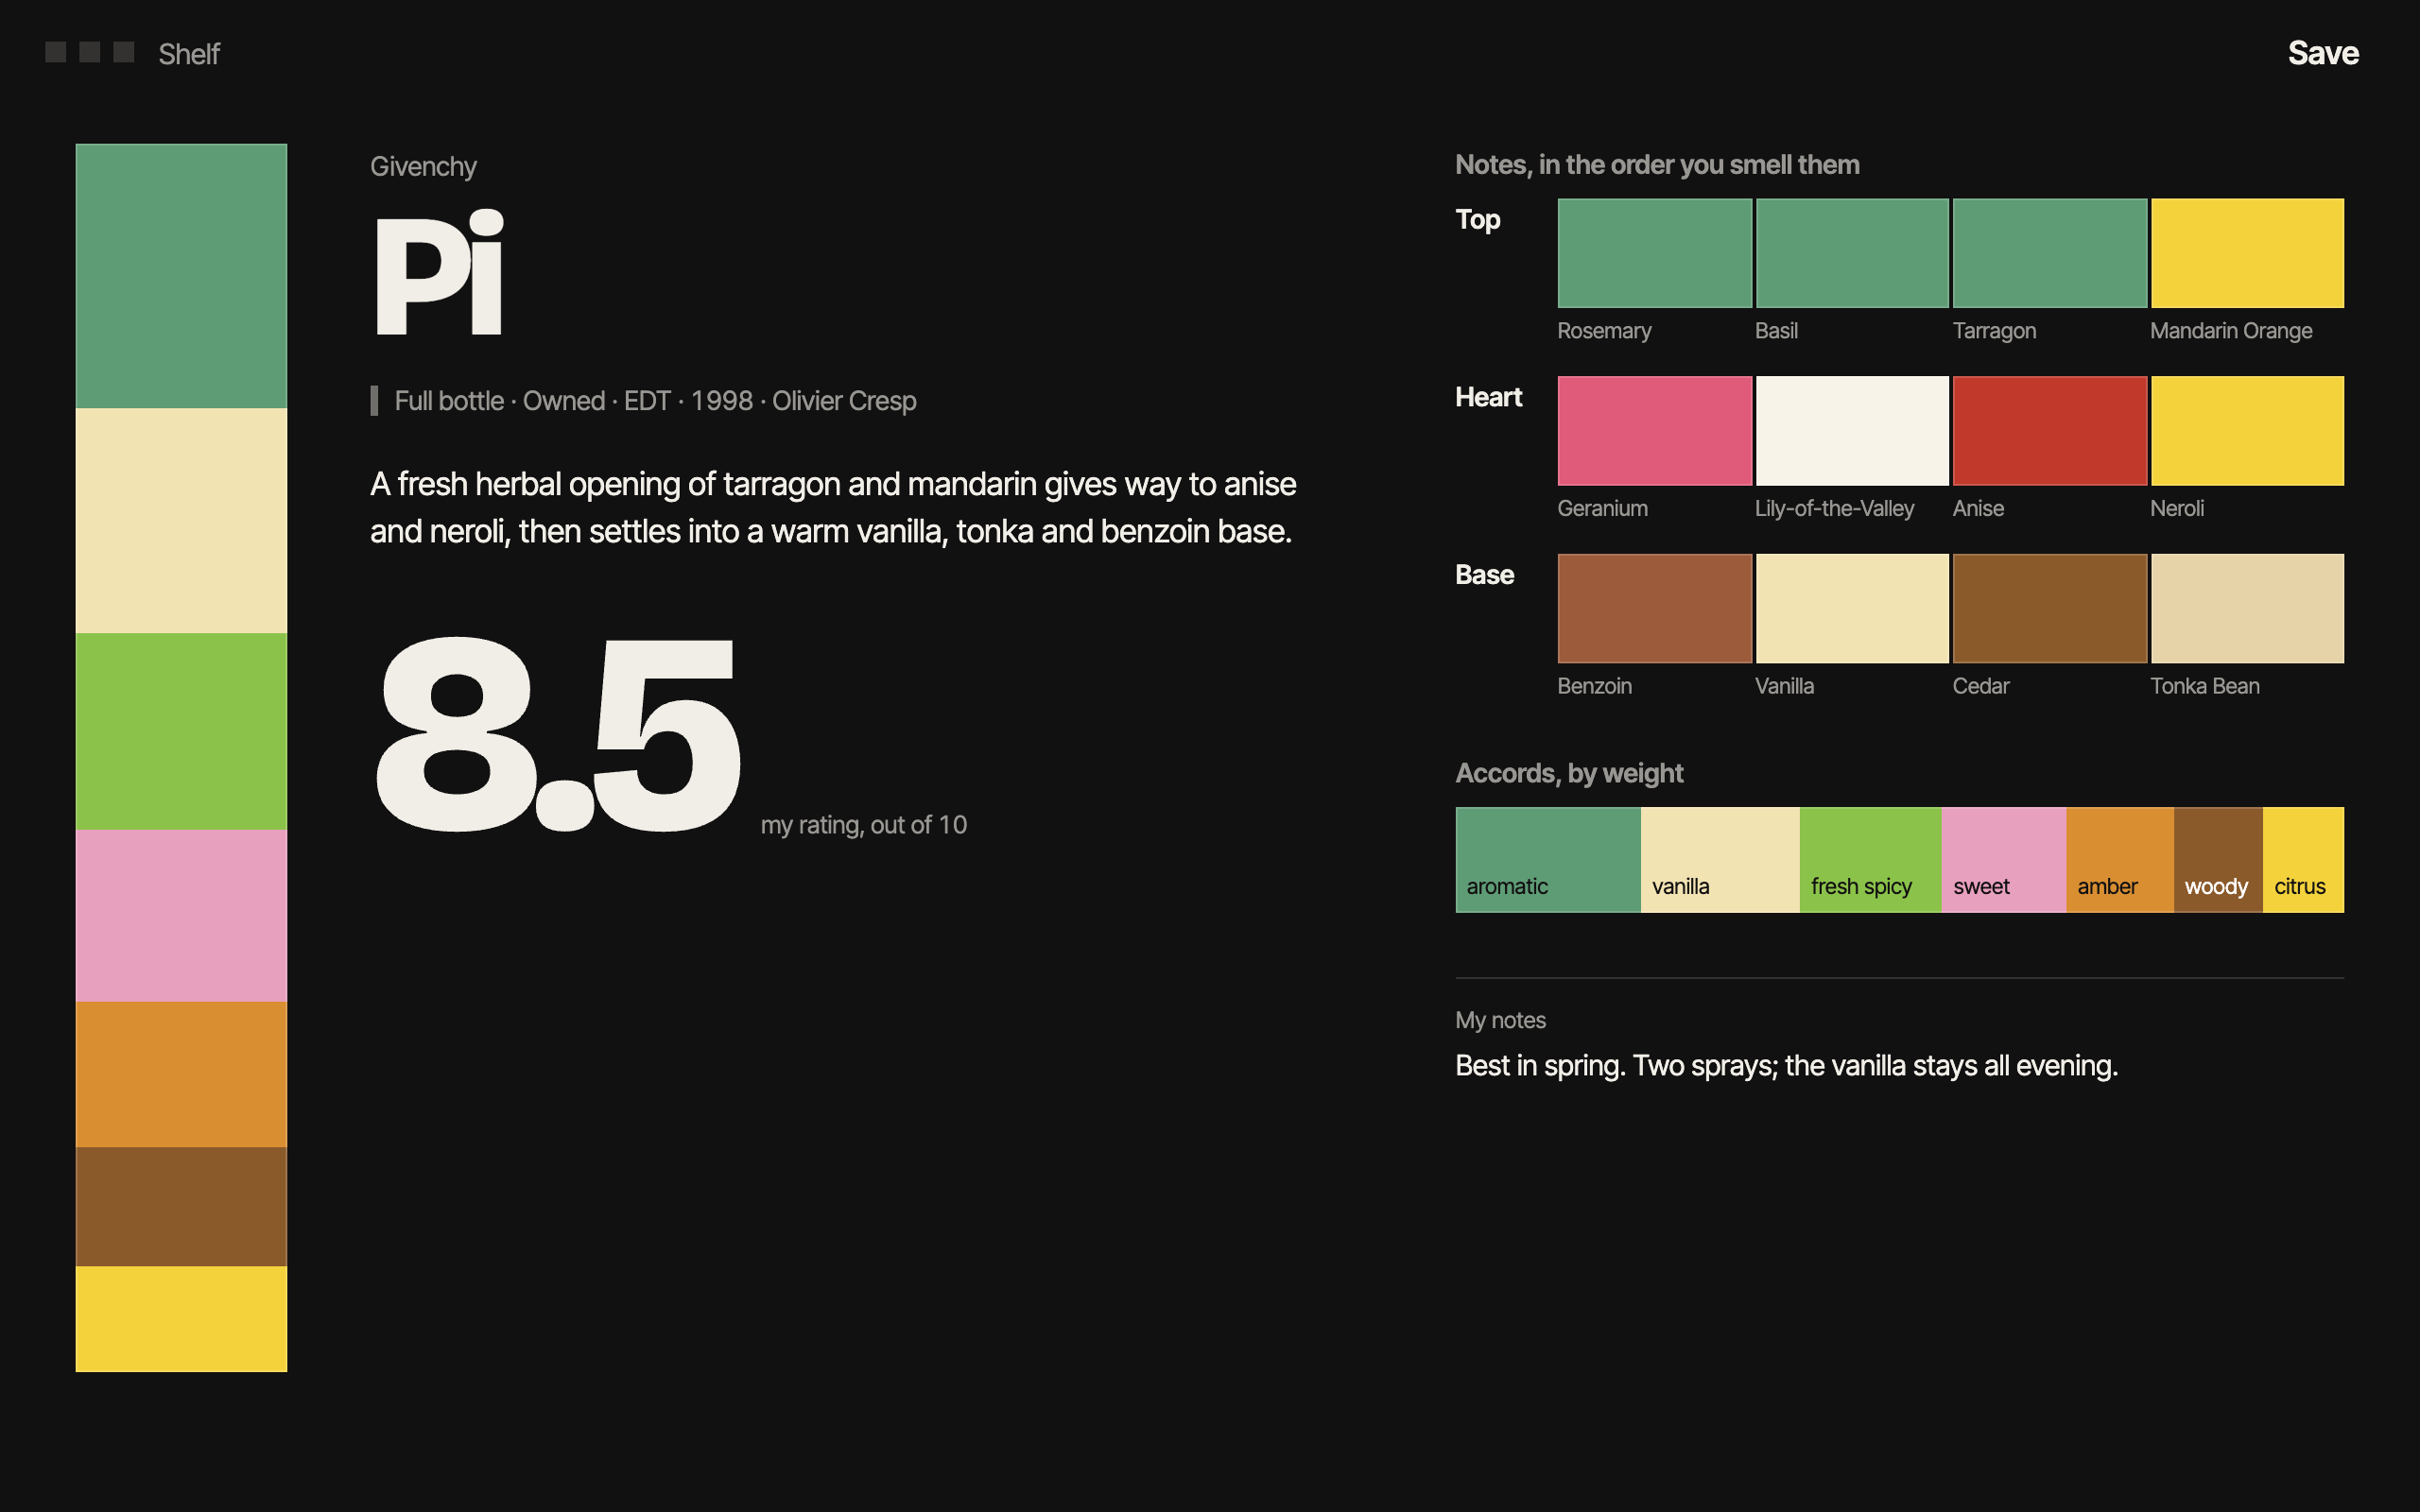 Shelf
Save
Givenchy
Pi
Full bottle · Owned · EDT · 1998 · Olivier Cresp
A fresh herbal opening of tarragon and mandarin gives way to anise
and neroli, then settles into a warm vanilla, tonka and benzoin base.
8.5
my rating, out of 10
Notes, in the order you smell them
Top
Rosemary
Basil
Tarragon
Mandarin Orange
Heart
Geranium
Lily-of-the-Valley
Anise
Neroli
Base
Benzoin
Vanilla
Cedar
Tonka Bean
Accords, by weight
aromatic
vanilla
fresh spicy
sweet
amber
woody
citrus
My notes
Best in spring. Two sprays; the vanilla stays all evening.